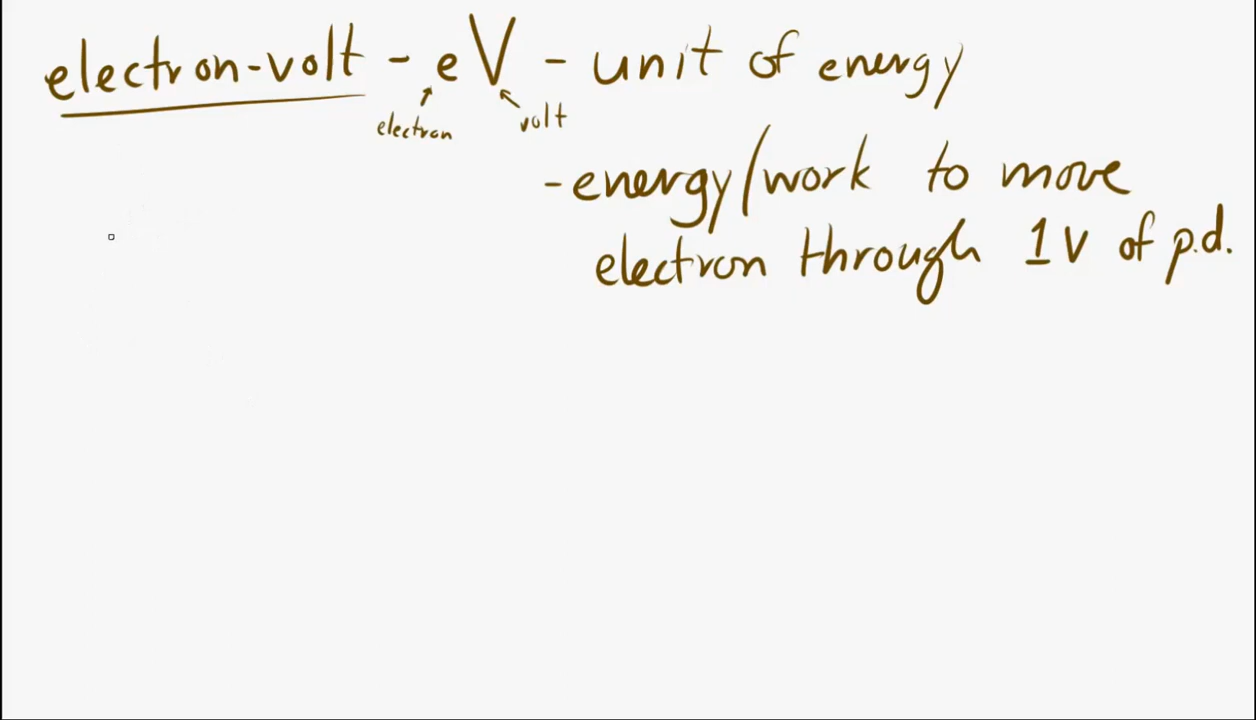 electron-volt - eV - unit of energy
electron volt
- energy/work to move
electron through 1V of p.d.